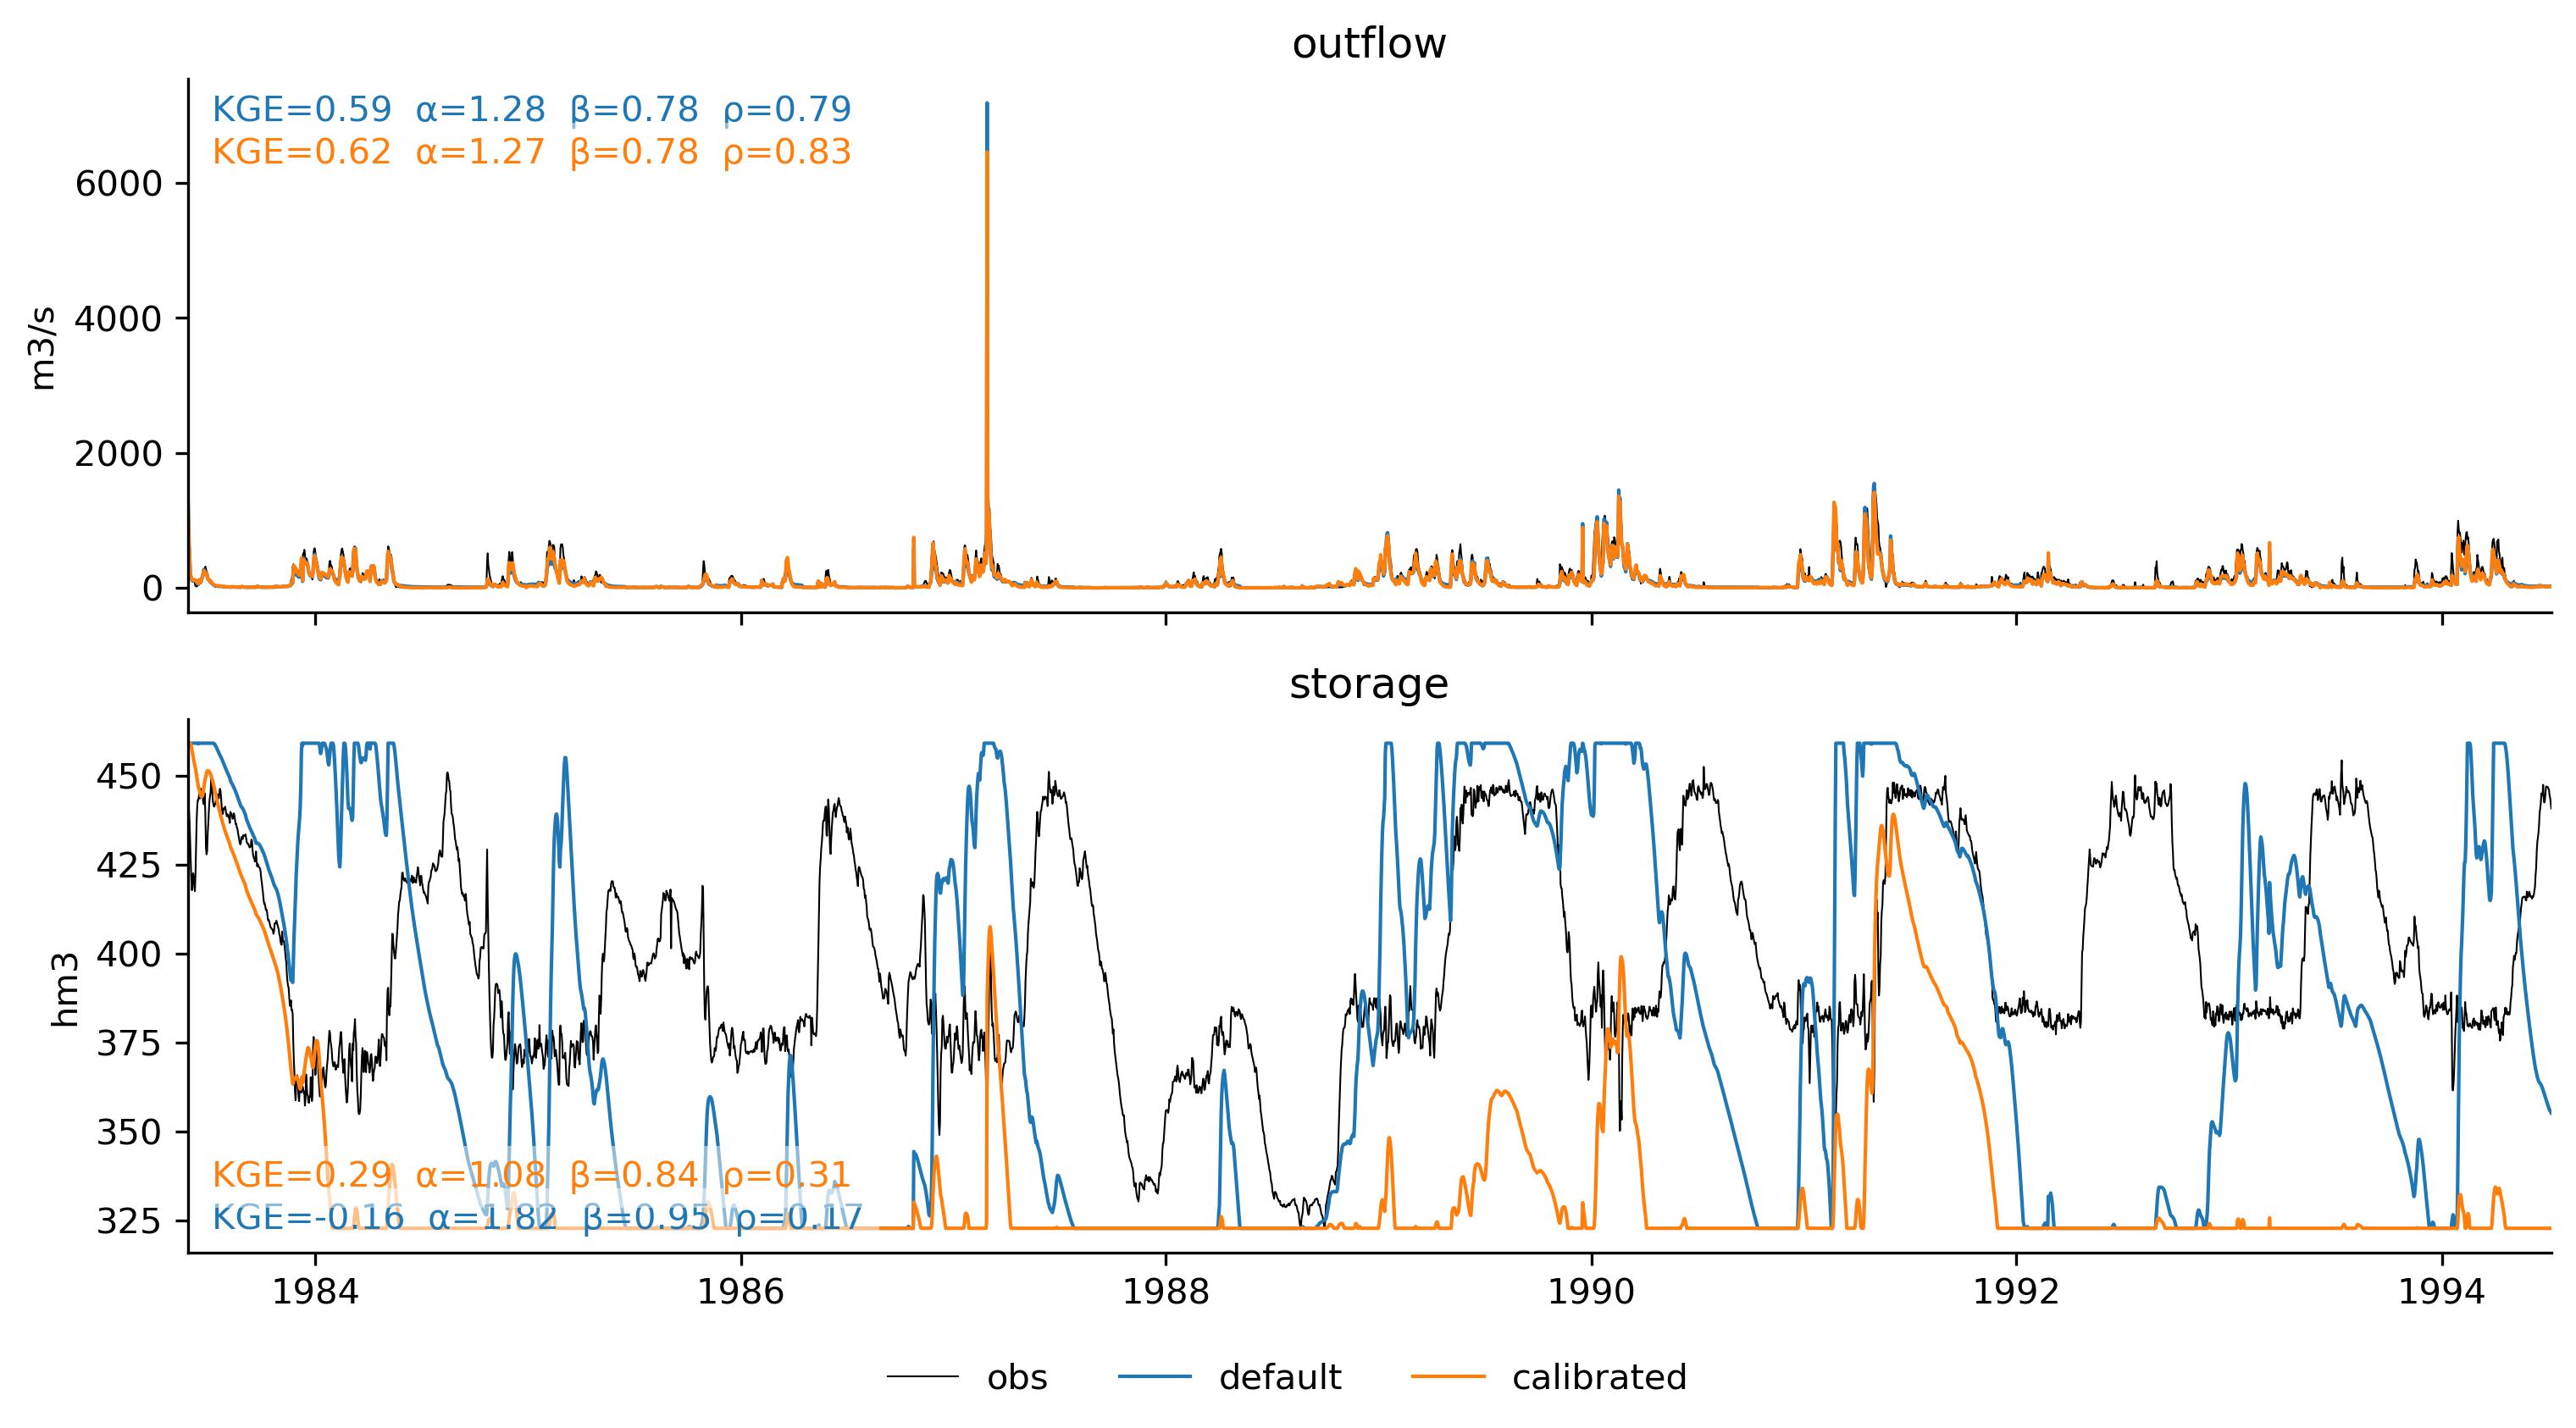 outflow
KGE=0.59 α=1.28 β=0.78 ρ=0.79
KGE=0.62 α=1.27 β=0.78 ρ=0.83
6000
4000
2000
0
m3/s
storage
450
425
400
375
350
325
hm3
KGE=0.29 α=1.08 β=0.84 ρ=0.31
KGE=-0.16 α=1.82 β=0.95 ρ=0.17
1984 1986 1988 1990 1992 1994
obs default calibrated